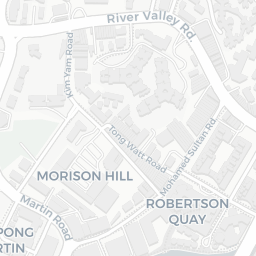 River Valley Rd.
Kim Yam Road
Tong Watt Road
Mohamed Sultan Rd
MORISON HILL
ROBERTSON
QUAY
Martin Road
PONG
RTIN